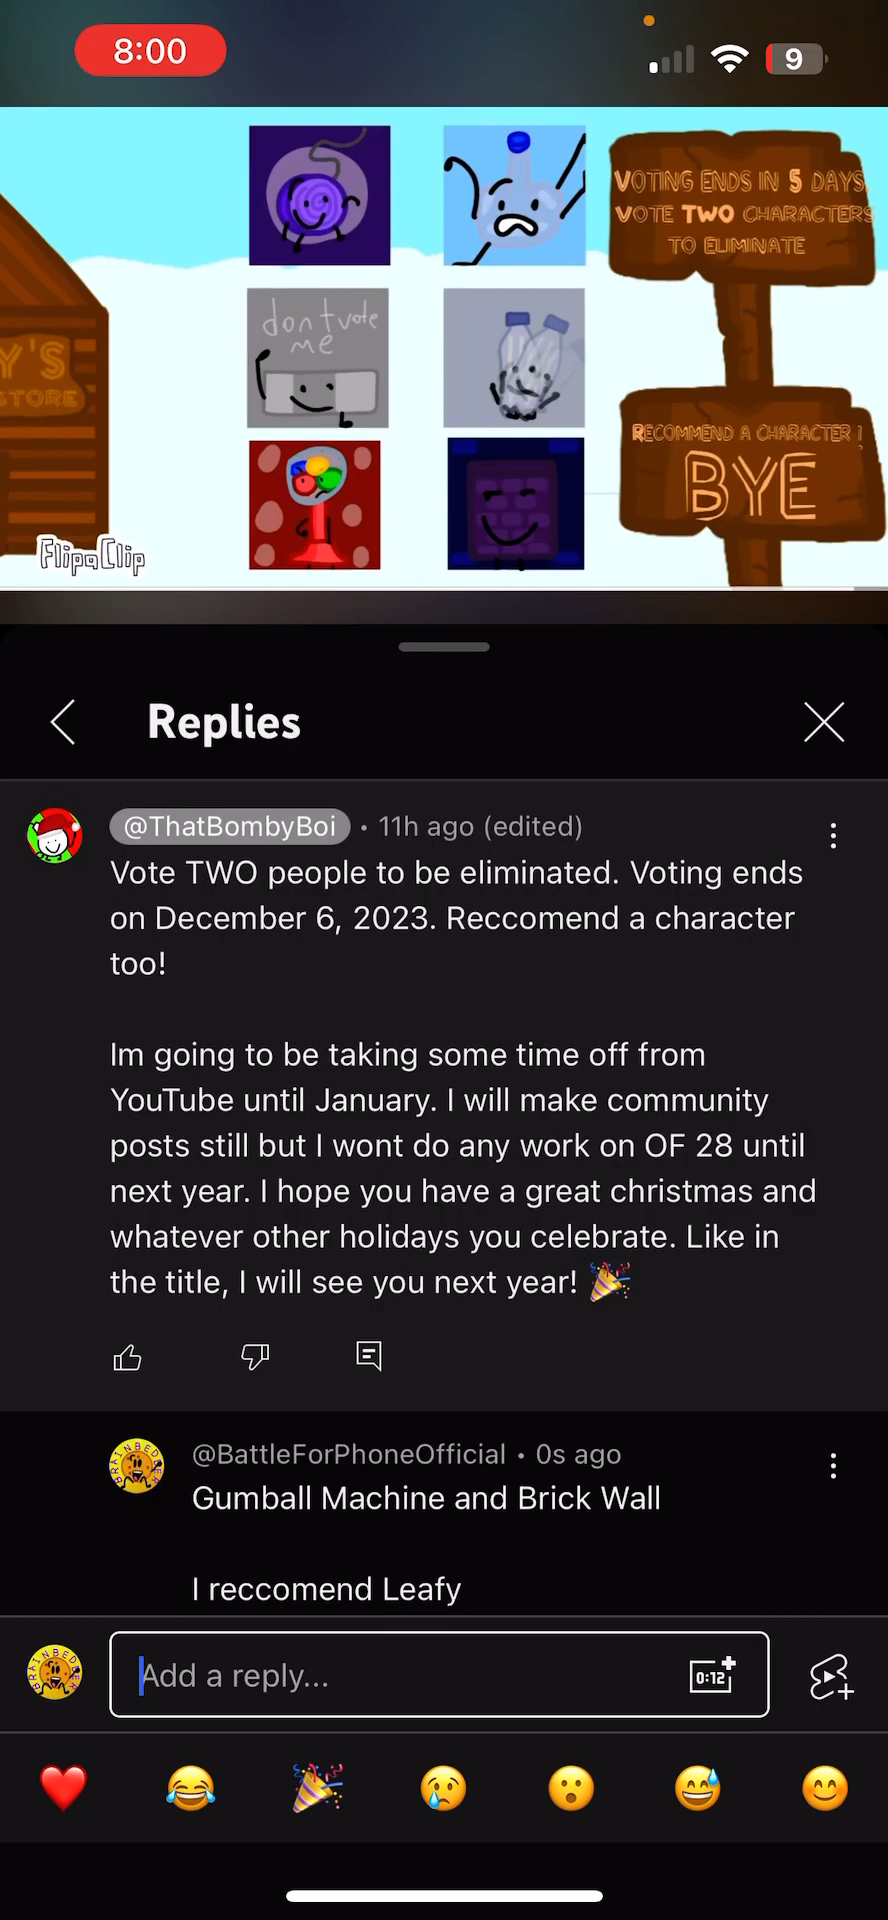 8:00
9
VOTING ENDS IN 5 DAYS,
VOTE TWO CHARACTERS
TO ELIMINATE
dontvote
me
Y'S
STORE
RECOMMEND A CHARACTER!
BYE
FlipaClip
Replies
@ThatBombyBoi • 11h ago (edited)
Vote TWO people to be eliminated. Voting ends
on December 6, 2023. Reccomend a character
too!
Im going to be taking some time off from
YouTube until January. I will make community
posts still but I wont do any work on OF 28 until
next year. I hope you have a great christmas and
whatever other holidays you celebrate. Like in
the title, I will see you next year! 🎉
BRAINBEDDER
@BattleForPhoneOfficial • 0s ago
Gumball Machine and Brick Wall
I reccomend Leafy
Add a reply...
0:12